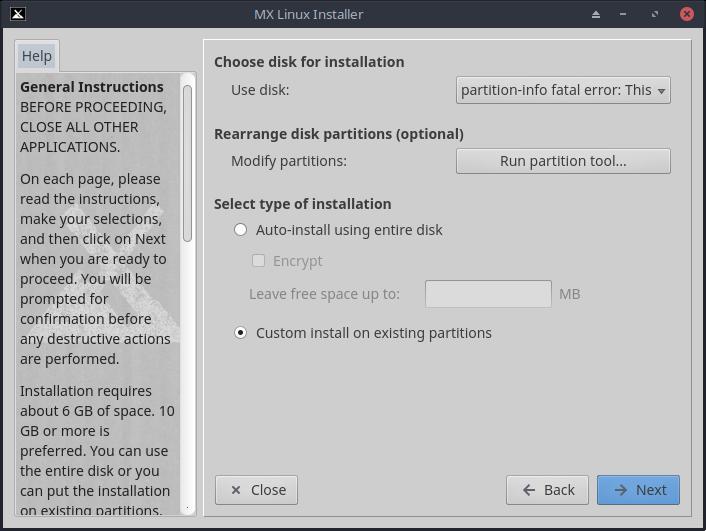 MX Linux Installer
Help
General Instructions
BEFORE PROCEEDING,
CLOSE ALL OTHER
APPLICATIONS.
On each page, please
read the instructions,
make your selections,
and then click on Next
when you are ready to
proceed. You will be
prompted for
confirmation before
any destructive actions
are performed.
Installation requires
about 6 GB of space. 10
GB or more is
preferred. You can use
the entire disk or you
can put the installation
on existing partitions.
Choose disk for installation
Use disk:
partition-info fatal error: This
Rearrange disk partitions (optional)
Modify partitions:
Run partition tool...
Select type of installation
Auto-install using entire disk
Encrypt
Leave free space up to:
MB
Custom install on existing partitions
Close
Back
Next